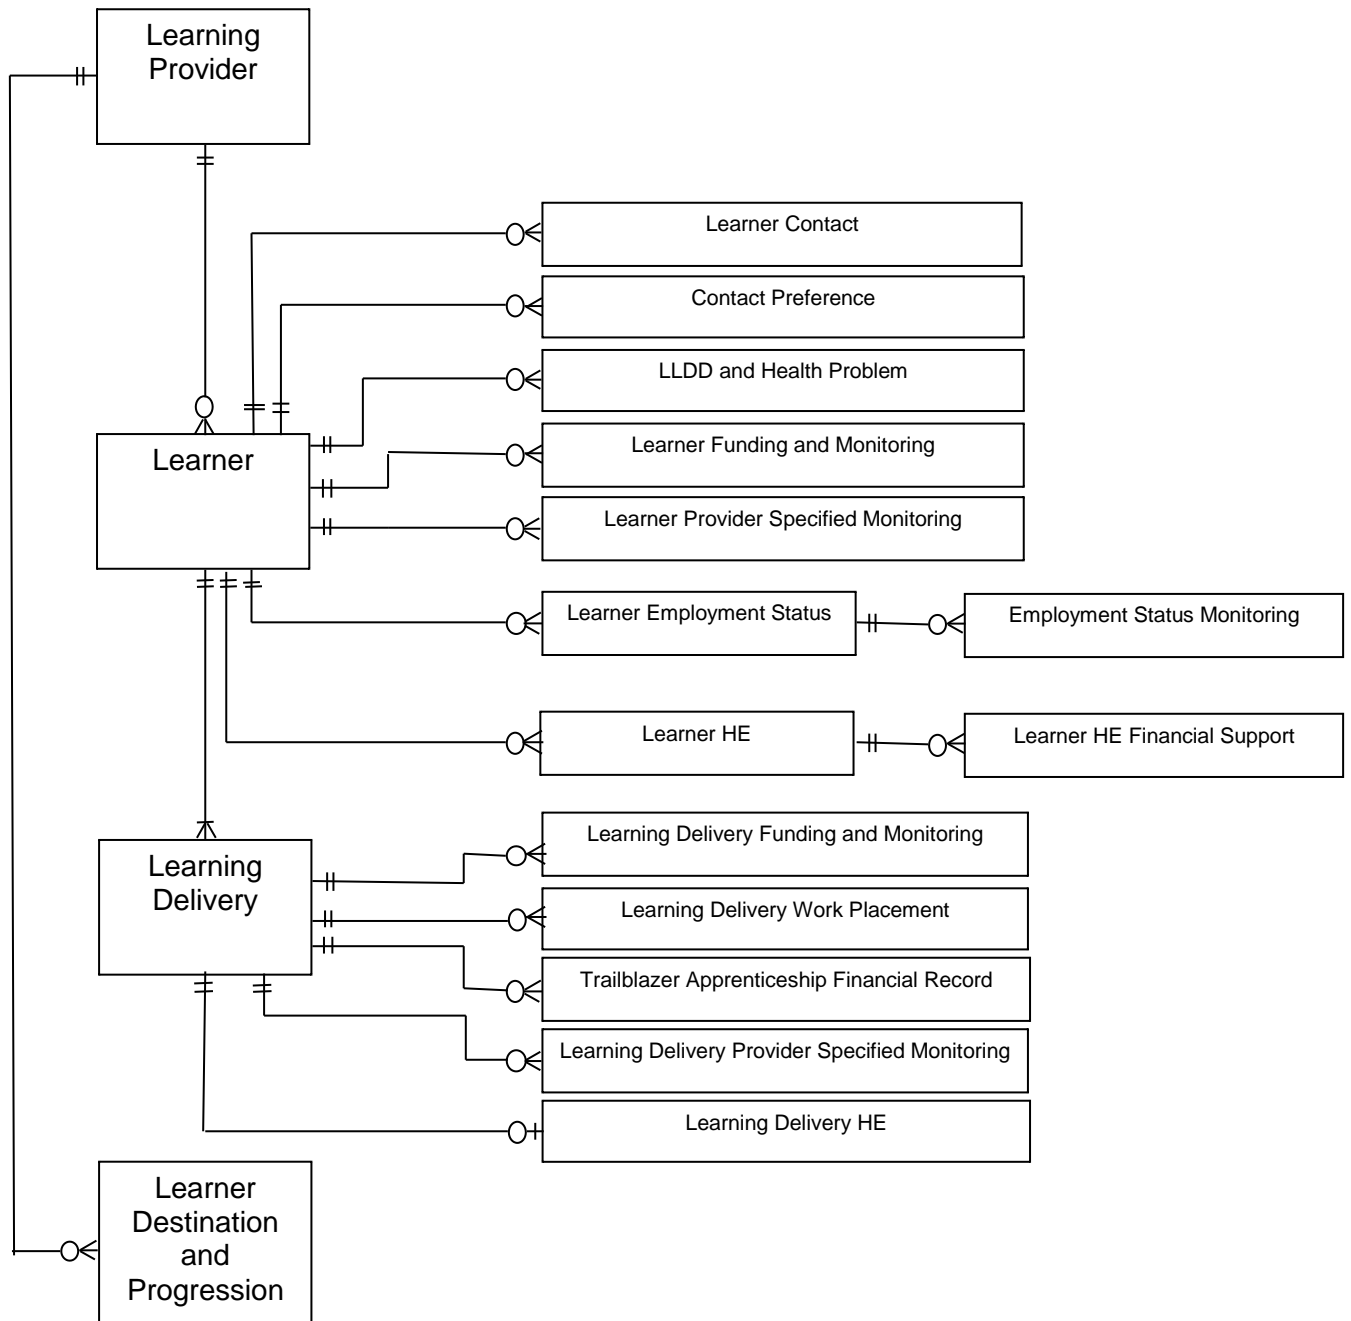 Learning
Provider
Learner Contact
Contact Preference
LLDD and Health Problem
Learner
Learner Funding and Monitoring
Learner Provider Specified Monitoring
Learner Employment Status
Employment Status Monitoring
Learner HE
Learner HE Financial Support
Learning
Delivery
Learning Delivery Funding and Monitoring
Learning Delivery Work Placement
Trailblazer Apprenticeship Financial Record
Learning Delivery Provider Specified Monitoring
Learning Delivery HE
Learner
Destination
and
Progression